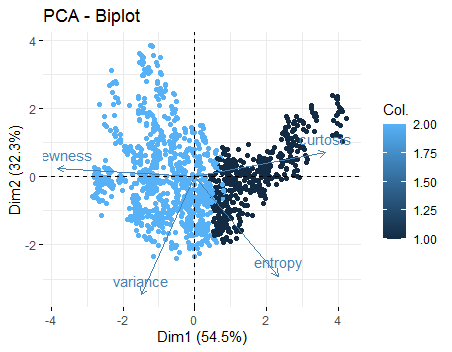 PCA - Biplot
4
2
0
-2
Dim2 (32.3%)
ewness
curtosis
variance
entropy
-4
-2
0
2
4
Dim1 (54.5%)
Col.
2.00
1.75
1.50
1.25
1.00